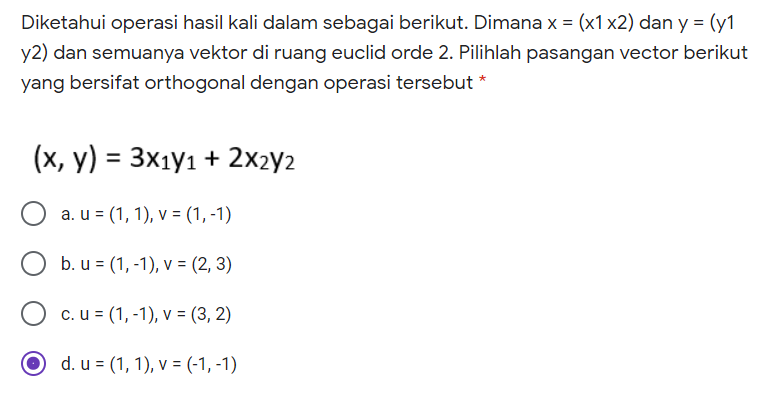 Diketahui operasi hasil kali dalam sebagai berikut. Dimana x = (x1 x2) dan y = (y1
y2) dan semuanya vektor di ruang euclid orde 2. Pilihlah pasangan vector berikut
yang bersifat orthogonal dengan operasi tersebut *
(x, y) = 3x₁y₁ + 2x₂y₂
a. u = (1, 1), v = (1, -1)
b. u = (1, -1), v = (2, 3)
c. u = (1, -1), v = (3, 2)
d. u = (1, 1), v = (-1, -1)